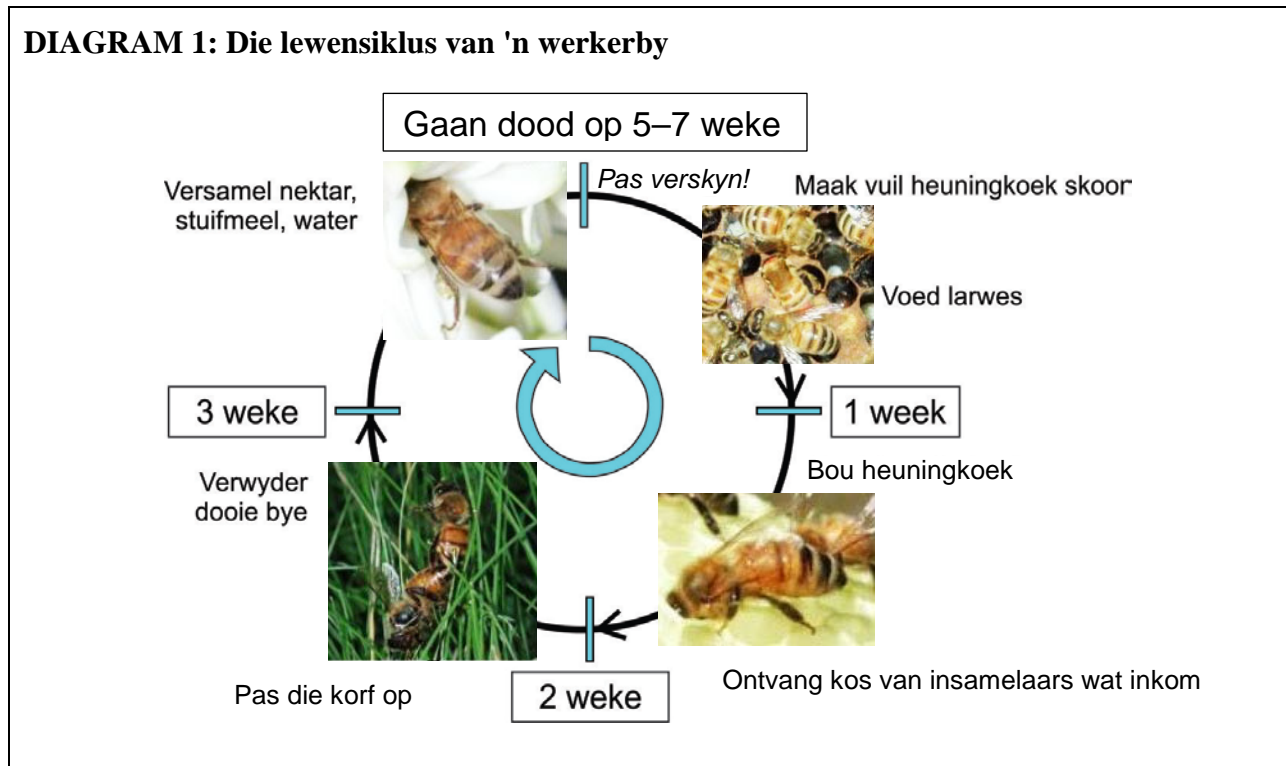 DIAGRAM 1: Die lewensiklus van 'n werkerby
Gaan dood op 5–7 weke
Pas verskyn!
Maak vuil heuningkoek skoon
Voed larwes
1 week
Bou heuningkoek
Ontvang kos van insamelaars wat inkom
2 weke
Pas die korf op
Verwyder
dooie bye
3 weke
Versamel nektar,
stuifmeel, water